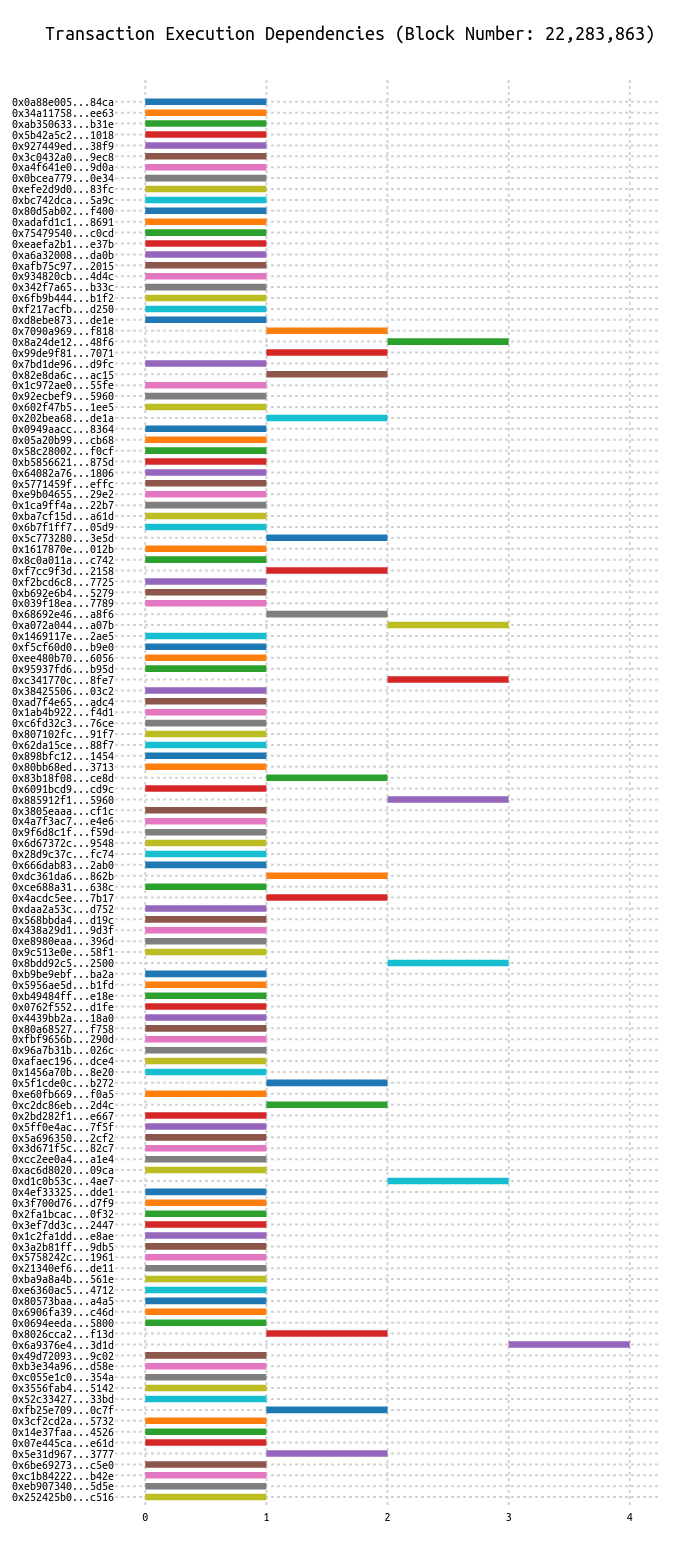 Transaction Execution Dependencies (Block Number: 22,283,863)
0x0a88e005...84ca
0x34a11758...ee63
0xab350633...b31e
0x5b42a5c2...1018
0x927449ed...38f9
0x3c0432a0...9ec8
0xa4f641e0...9d0a
0x0bcea779...0e34
0xefe2d9d0...83fc
0xbc742dca...5a9c
0x80d5ab02...f400
0xadafd1c1...8691
0x75479540...c0cd
0xeaefa2b1...e37b
0xa6a32008...da0b
0xafb75c97...2015
0x934820cb...4d4c
0x342f7a65...b33c
0x6fb9b444...b1f2
0xf217acfb...d250
0xd8ebe873...de1e
0x7090a969...f818
0x8a24de12...48f6
0x99de9f81...7071
0x7bd1de96...d9fc
0x82e8da6c...ac15
0x1c972ae0...55fe
0x92ecbef9...5960
0x602f47b5...1ee5
0x202bea68...de1a
0x0949aacc...8364
0x05a20b99...cb68
0x58c28002...f0cf
0xb5856621...875d
0x64082a76...1806
0x5771459f...effc
0xe9b04655...29e2
0x1ca9ff4a...22b7
0xba7cf15d...a61d
0x6b7f1ff7...05d9
0x5c773280...3e5d
0x1617870e...012b
0x8c0a011a...c742
0xf7cc9f3d...2158
0xf2bcd6c8...7725
0xb692e6b4...5279
0x039f18ea...7789
0x68692e46...a8f6
0xa072a044...a07b
0x1469117e...2ae5
0xf5cf60d0...b9e0
0xee480b70...6056
0x95937fd6...b95d
0xc341770c...8fe7
0x38425506...03c2
0xad7f4e65...adc4
0x1ab4b922...f4d1
0xc6fd32c3...76ce
0x807102fc...91f7
0x62da15ce...88f7
0x898bfc12...1454
0x80bb68ed...3713
0x83b18f08...ce8d
0x6091bcd9...cd9c
0x885912f1...5960
0x3805eaaa...cf1c
0x4a7f3ac7...e4e6
0x9f6d8c1f...f59d
0x6d67372c...9548
0x28d9c37c...fc74
0x666dab83...2ab0
0xdc361da6...862b
0xce688a31...638c
0x4acdc5ee...7b17
0xdaa2a53c...d752
0x568bbda4...d19c
0x438a29d1...9d3f
0xe8980eaa...396d
0x9c513e0e...58f1
0x8bdd92c5...2500
0xb9be9ebf...ba2a
0x5956ae5d...b1fd
0xb49484ff...e18e
0x0762f552...d1fe
0x4439bb2a...18a0
0x80a68527...f758
0xfbf9656b...290d
0x96a7b31b...026c
0xafaec196...dce4
0x1456a70b...8e20
0x5f1cde0c...b272
0xe60fb669...f0a5
0xc2dc86eb...2d4c
0x2bd282f1...e667
0x5ff0e4ac...7f5f
0x5a696350...2cf2
0x3d671f5c...82c7
0xcc2ee0a4...a1e4
0xac6d8020...09ca
0xd1c0b53c...4ae7
0x4ef33325...dde1
0x3f700d76...d7f9
0x2fa1bcac...0f32
0x3ef7dd3c...2447
0x1c2fa1dd...e8ae
0x3a2b81ff...9db5
0x5758242c...1961
0x21340ef6...de11
0xba9a8a4b...561e
0xe6360ac5...4712
0x80573baa...a4a5
0x6906fa39...c46d
0x0694eeda...5800
0x8026cca2...f13d
0x6a9376e4...3d1d
0x49d72093...9c02
0xb3e34a96...d58e
0xc055e1c0...354a
0x3556fab4...5142
0x52c33427...33bd
0xfb25e709...0c7f
0x3cf2cd2a...5732
0x14e37faa...4526
0x07e445ca...e61d
0x5e31d967...3777
0x6be69273...c5e0
0xc1b84222...b42e
0xeb907340...5d5e
0x252425b0...c516
0 1 2 3 4